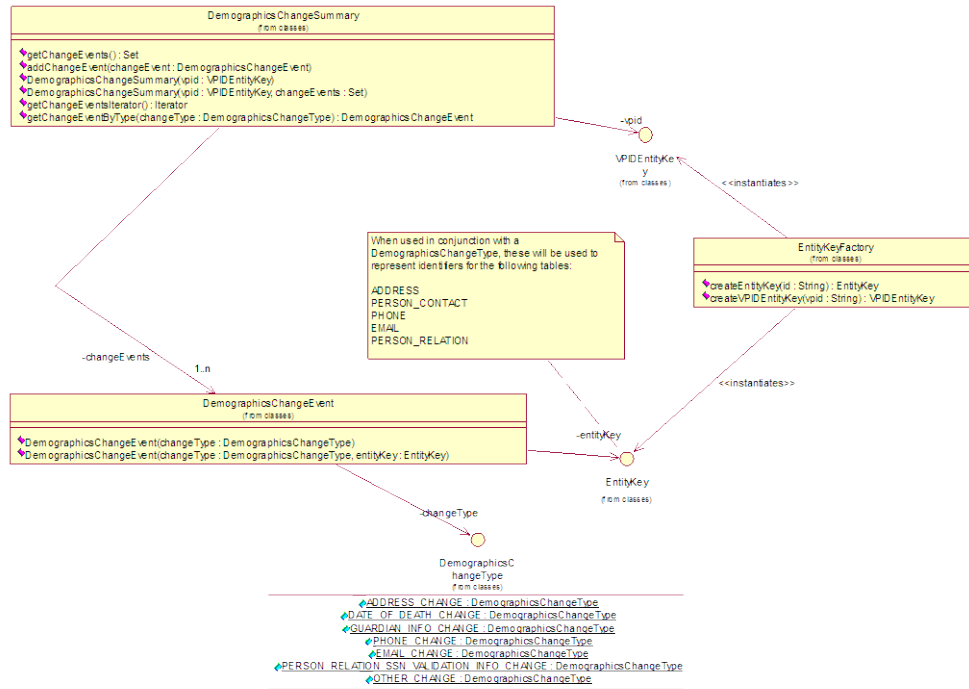 DemographicsChangeSummary
(from classes)
getChangeEvents() : Set
addChangeEvent(changeEvent : DemographicsChangeEvent)
DemographicsChangeSummary(vpid : VPIDEntityKey)
DemographicsChangeSummary(vpid : VPIDEntityKey, changeEvents : Set)
getChangeEventsIterator() : Iterator
getChangeEventByType(changeType : DemographicsChangeType) : DemographicsChangeEvent
-vpid
VPIDEntityKe
y
(from classes)
<<instantiates>>
When used in conjunction with a
DemographicsChangeType, these will be used to
represent identifiers for the following tables:
ADDRESS
PERSON_CONTACT
PHONE
EMAIL
PERSON_RELATION
EntityKeyFactory
(from classes)
createEntityKey(id : String) : EntityKey
createVPIDEntityKey(vpid : String) : VPIDEntityKey
-changeEvents
1..n
<<instantiates>>
DemographicsChangeEvent
(from classes)
DemographicsChangeEvent(changeType : DemographicsChangeType)
DemographicsChangeEvent(changeType : DemographicsChangeType, entityKey : EntityKey)
-entityKey
EntityKey
(from classes)
-changeType
DemographicsC
hangeType
(from classes)
ADDRESS_CHANGE : DemographicsChangeType
DATE_OF_DEATH_CHANGE : DemographicsChangeType
GUARDIAN_INFO_CHANGE : DemographicsChangeType
PHONE_CHANGE : DemographicsChangeType
EMAIL_CHANGE : DemographicsChangeType
PERSON_RELATION_SSN_VALIDATION_INFO_CHANGE : DemographicsChangeType
OTHER_CHANGE : DemographicsChangeType